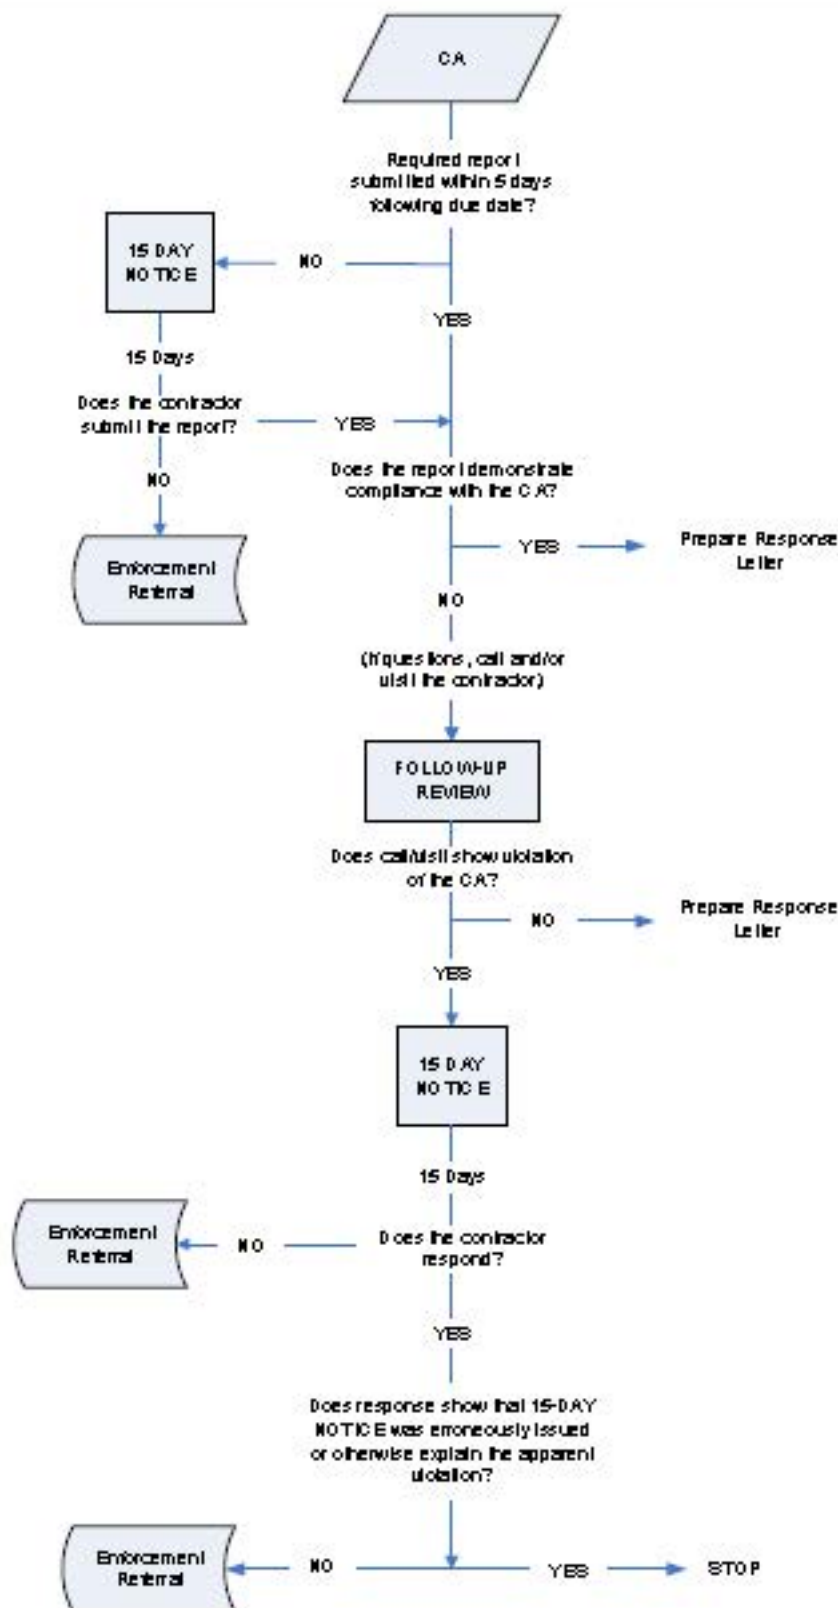 CA
Required report
submitted within 5 days
following due date?
15 DAY
NOTICE
NO
YES
15 Days
Does the contractor
submit the report?
YES
NO
Does the report demonstrate
compliance with the CA?
Enforcement
Referral
YES
Prepare Response
Letter
NO
(If questions, call and/or
visit the contractor)
FOLLOW-UP
REVIEW
Does call/visit show violation
of the CA?
NO
Prepare Response
Letter
YES
15 DAY
NOTICE
15 Days
Enforcement
Referral
NO
Does the contractor
respond?
YES
Does response show that 15-DAY
NOTICE was erroneously issued
or otherwise explain the apparent
violation?
Enforcement
Referral
NO
YES
STOP